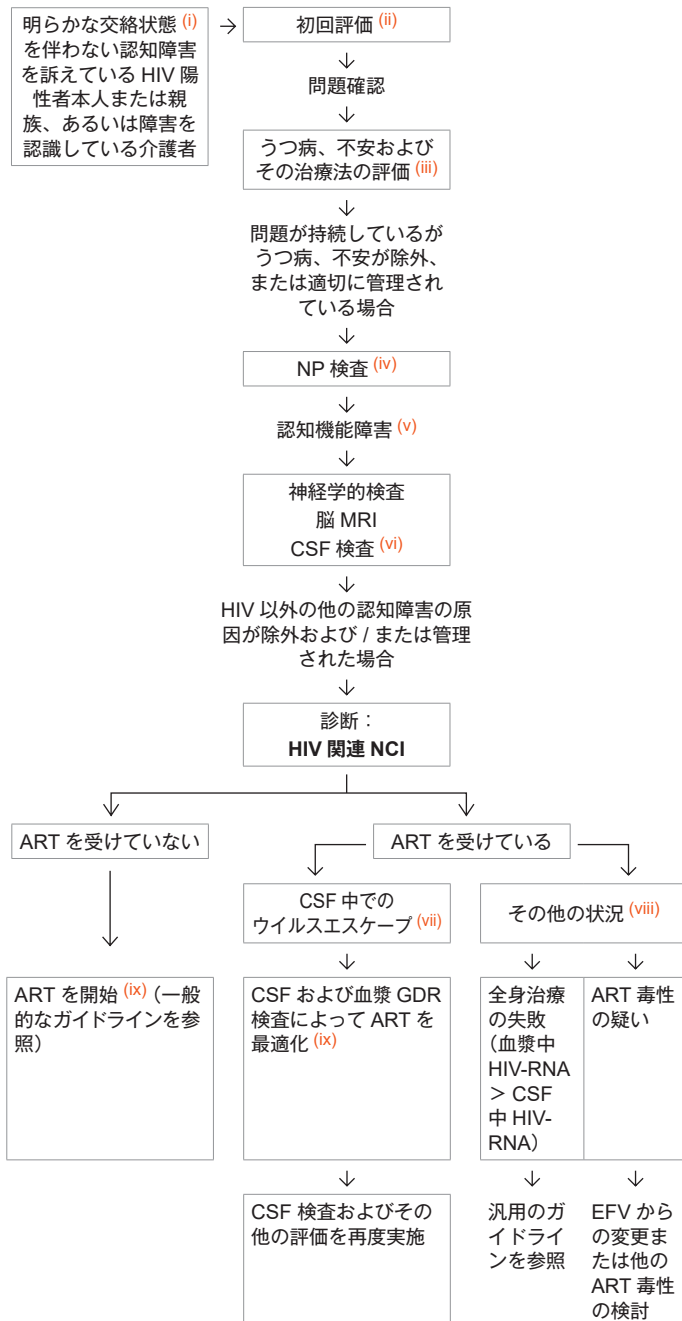 明らかな交絡状態 (i)
を伴わない認知障害
を訴えている HIV 陽
性者本人または親
族、あるいは障害を
認識している介護者
初回評価 (ii)
問題確認
うつ病、不安および
その治療法の評価 (iii)
問題が持続しているが
うつ病、不安が除外、
または適切に管理され
ている場合
NP 検査 (iv)
認知機能障害 (v)
神経学的検査
脳 MRI
CSF 検査 (vi)
HIV 以外の他の認知障害の原
因が除外および / または管理
された場合
診断：
HIV 関連 NCI
ART を受けていない
ART を受けている
CSF 中での
ウイルスエスケープ (vii)
その他の状況 (viii)
ART を開始 (ix)（一般
的なガイドラインを参
照）
CSF および血漿 GDR
検査によって ART を
最適化 (ix)
全身治療
の失敗
（血漿中
HIV-RNA
＞ CSF
中 HIV-
RNA）
ART 毒性
の疑い
CSF 検査およびその
他の評価を再度実施
汎用のガ
イドライ
ンを参照
EFV から
の変更ま
たは他の
ART 毒性
の検討